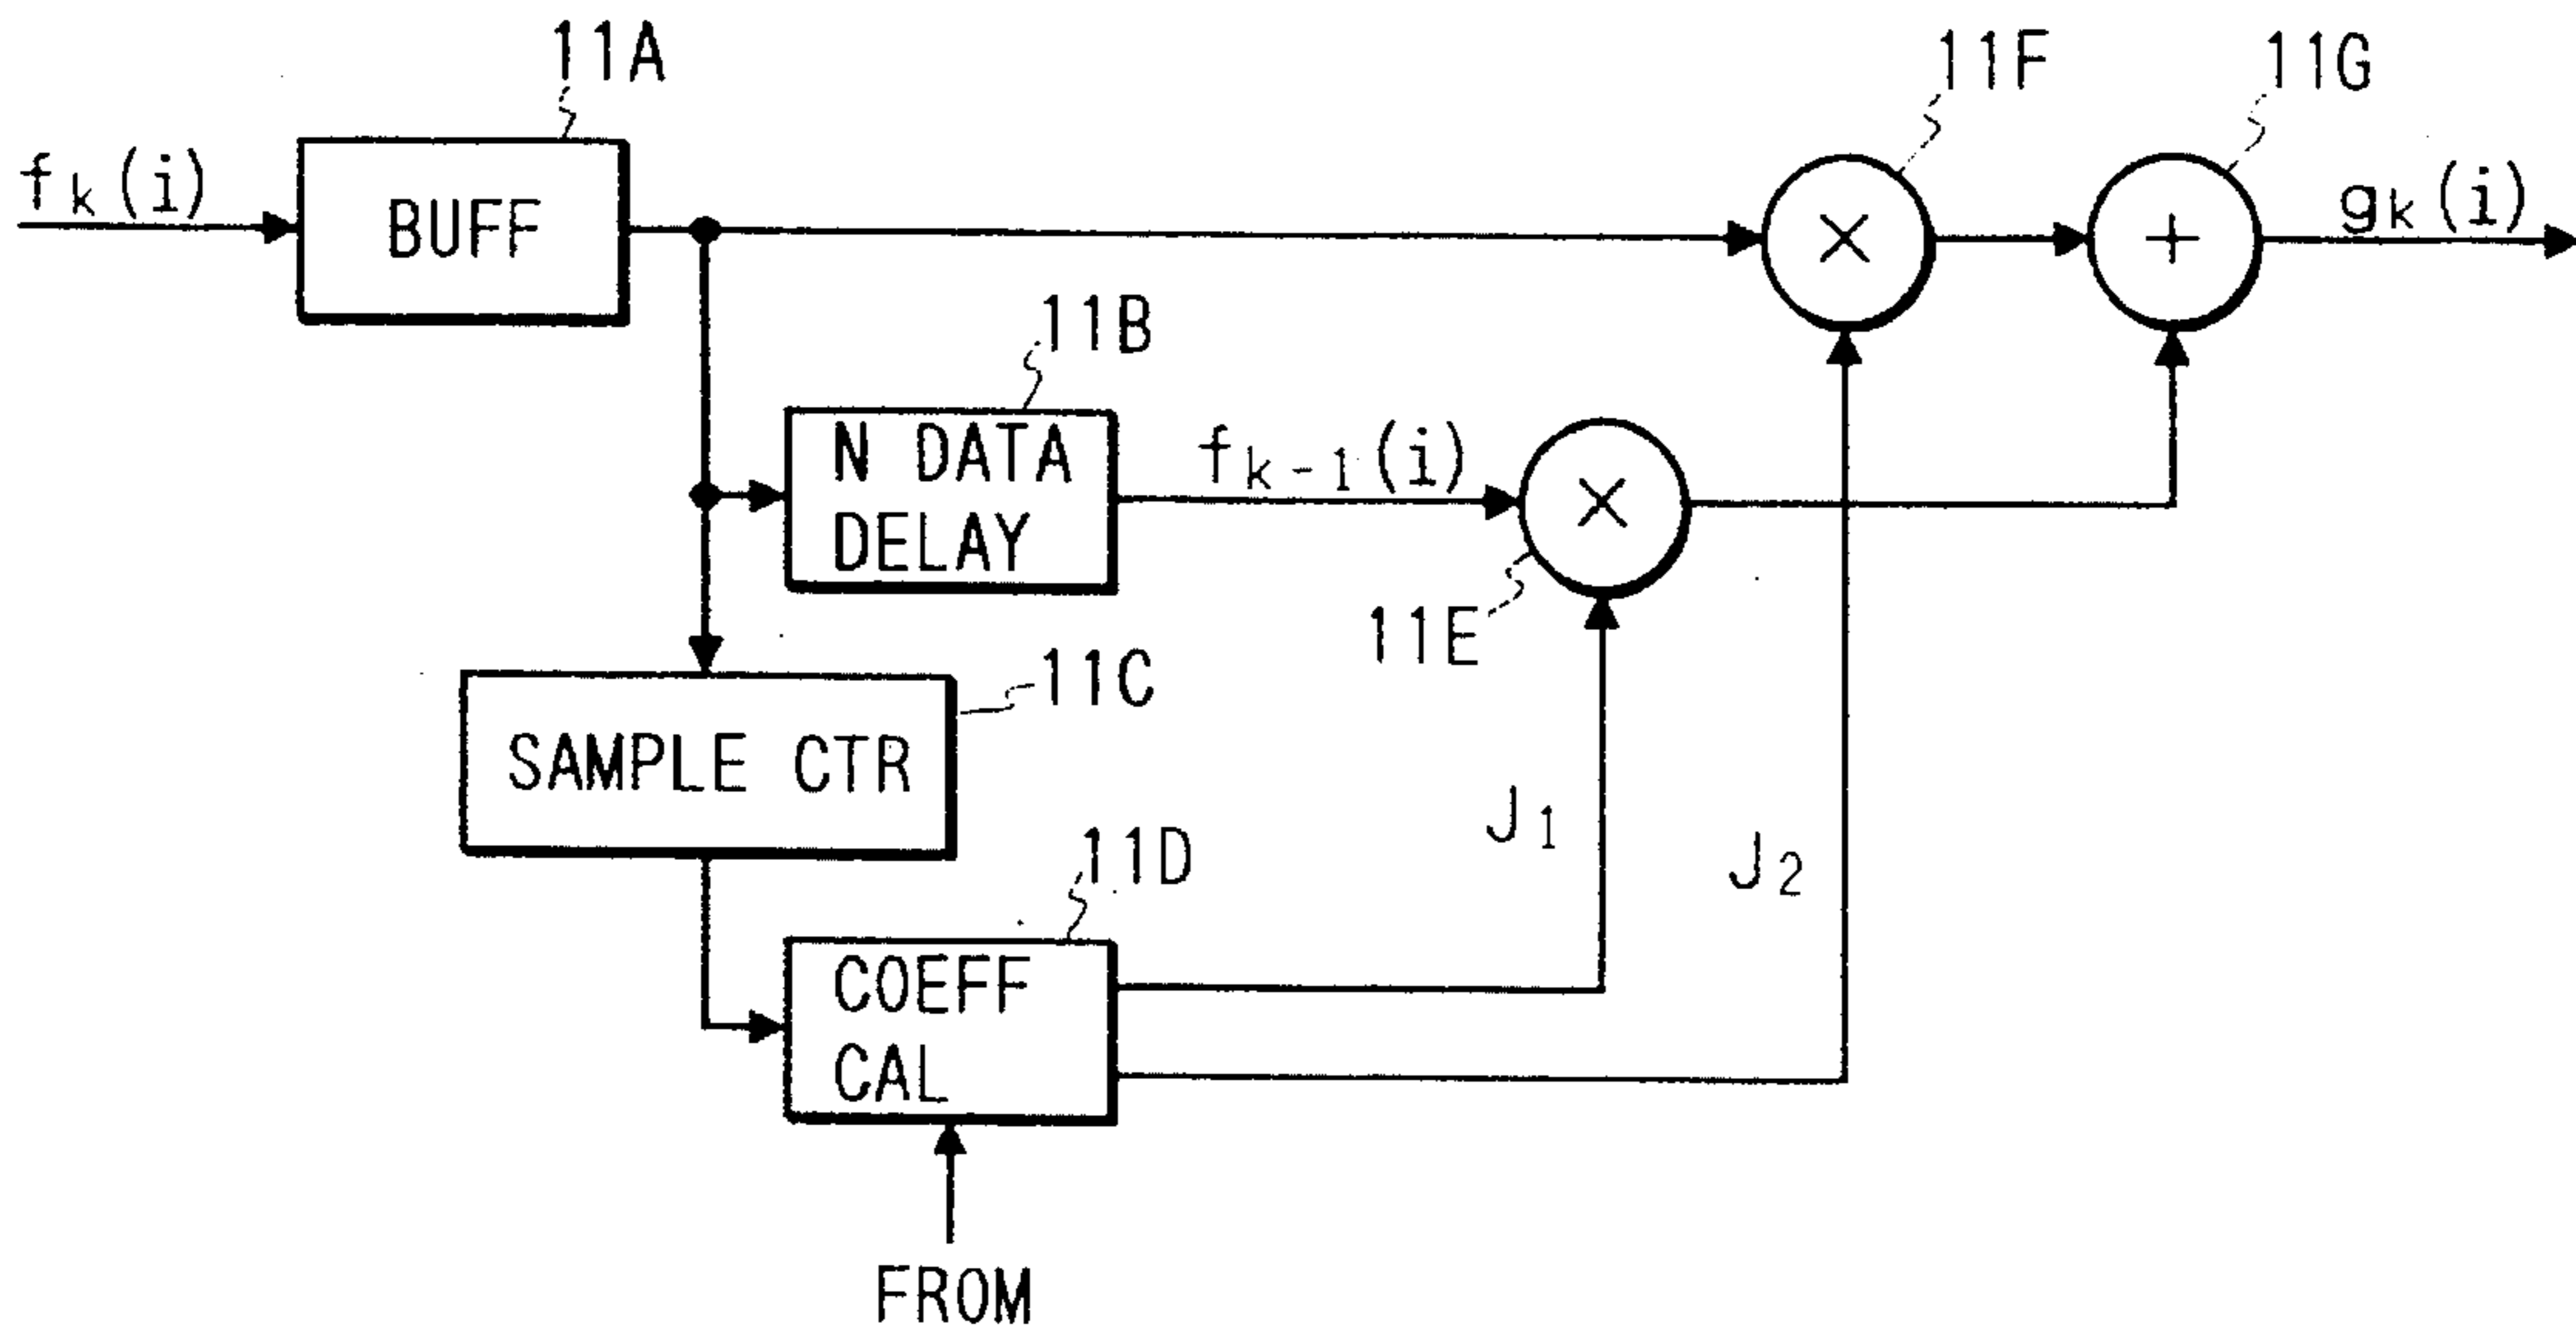 11A
11F
11G
fk(i)
BUFF
×
+
gk(i)
11B
N DATA
DELAY
fk-1(i)
×
11E
11C
SAMPLE CTR
J1
J2
11D
COEFF
CAL
FROM